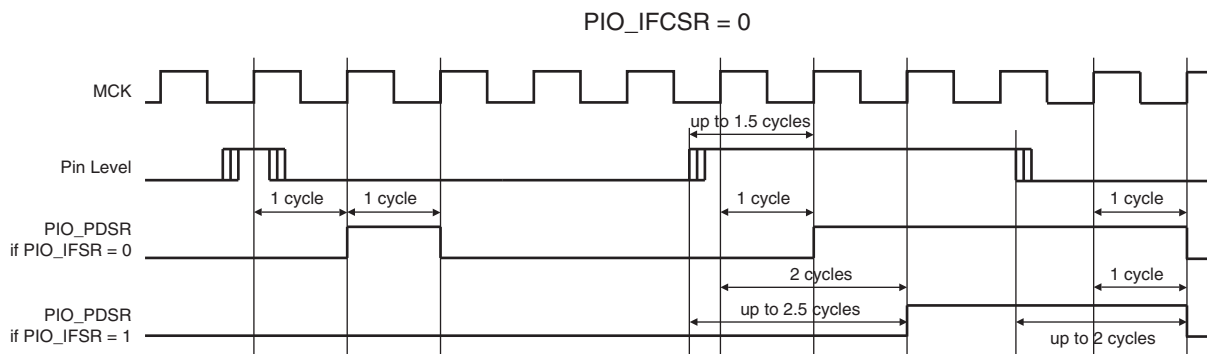 PIO_IFCSR = 0
MCK
up to 1.5 cycles
Pin Level
1 cycle
1 cycle
1 cycle
1 cycle
PIO_PDSR
if PIO_IFSR = 0
2 cycles
1 cycle
PIO_PDSR
if PIO_IFSR = 1
up to 2.5 cycles
up to 2 cycles